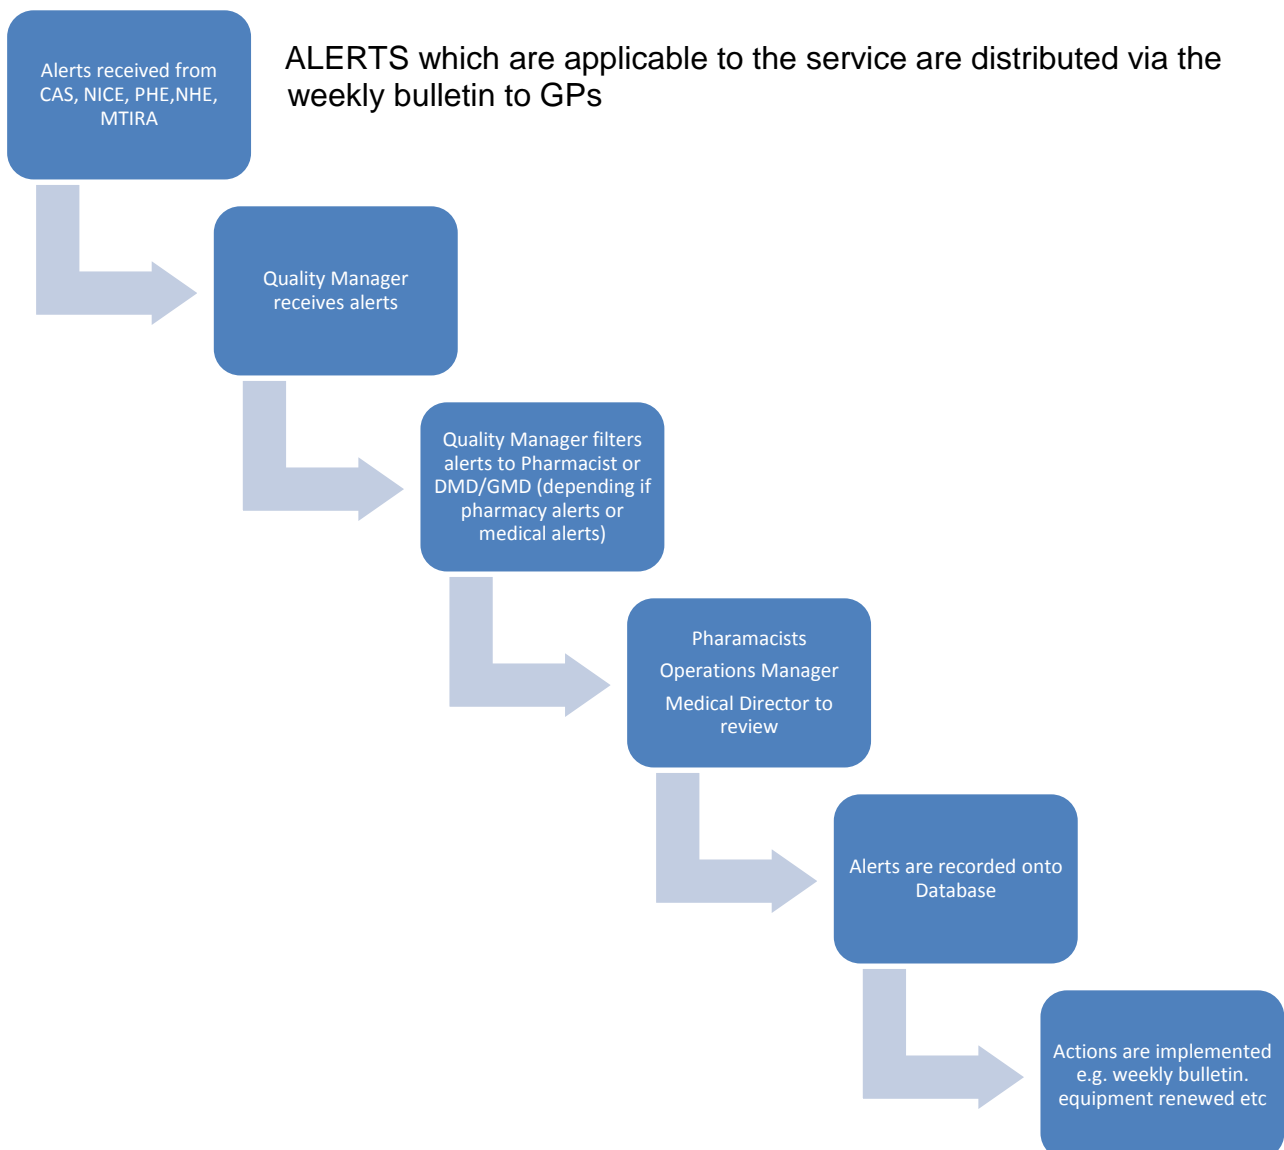 ALERTS which are applicable to the service are distributed via the
weekly bulletin to GPs
Alerts received from
CAS, NICE, PHE,NHE,
MTIRA
Quality Manager
receives alerts
Quality Manager filters
alerts to Pharmacist or
DMD/GMD (depending if
pharmacy alerts or
medical alerts)
Pharamacists
Operations Manager
Medical Director to
review
Alerts are recorded onto
Database
Actions are implemented
e.g. weekly bulletin.
equipment renewed etc